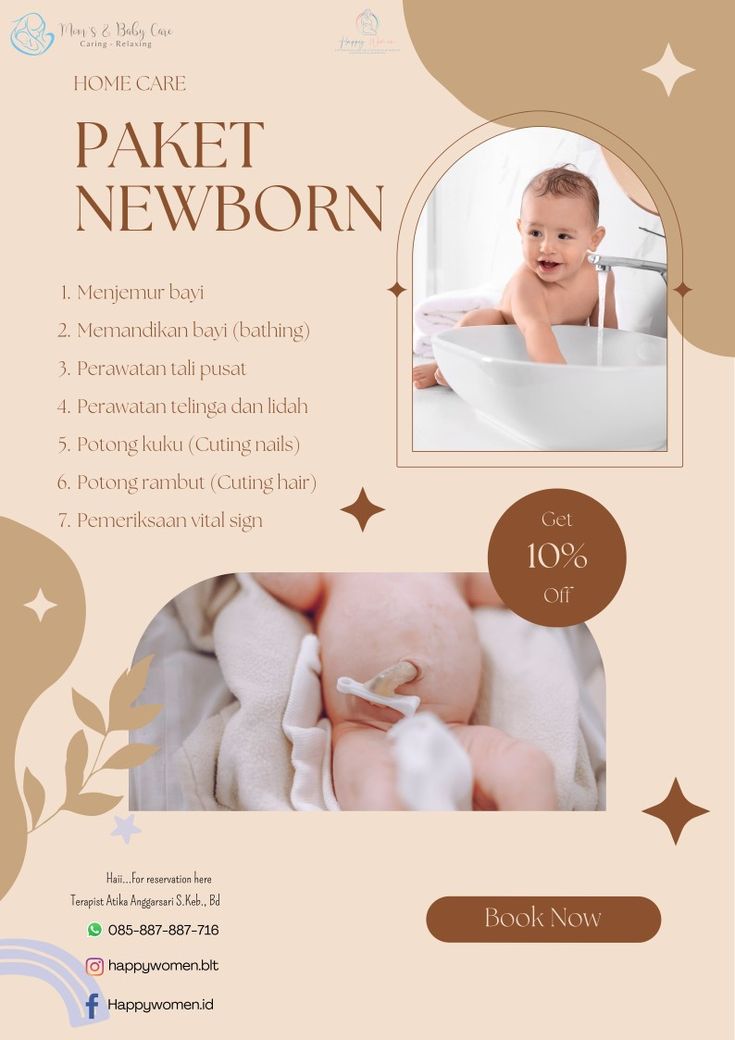 Mom's & Baby Care
Caring - Relaxing
Happy Women
HOME CARE
PAKET
NEWBORN
1. Menjemur bayi
2. Memandikan bayi (bathing)
3. Perawatan tali pusat
4. Perawatan telinga dan lidah
5. Potong kuku (Cuting nails)
6. Potong rambut (Cuting hair)
7. Pemeriksaan vital sign
Get
10%
Off
Haii...For reservation here
Terapist Atika Anggarsari S.Keb., Bd
085-887-887-716
happywomen.blt
Happywomen.id
Book Now